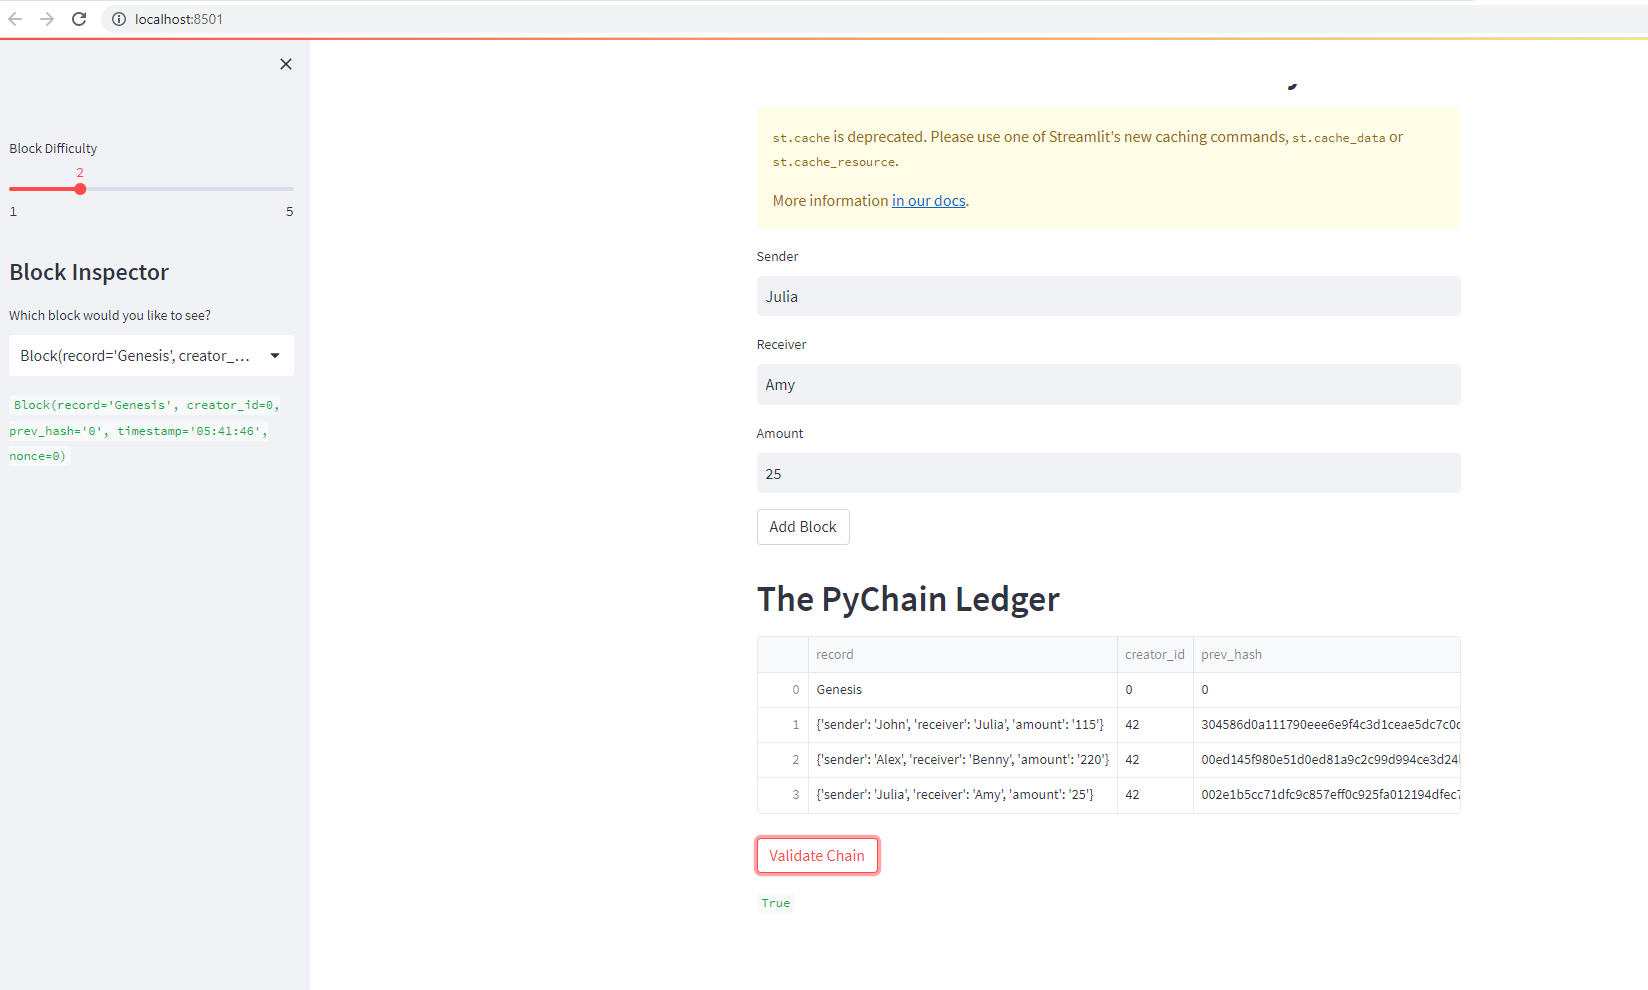 localhost:8501
Block Difficulty
2
1 5
Block Inspector
Which block would you like to see?
Block(record='Genesis', creator_...
Block(record='Genesis', creator_id=0,
prev_hash='0', timestamp='05:41:46',
nonce=0)
st.cache is deprecated. Please use one of Streamlit's new caching commands, st.cache_data or
st.cache_resource.
More information in our docs.
Sender
Julia
Receiver
Amy
Amount
25
Add Block
The PyChain Ledger
record creator_id prev_hash
0 Genesis 0 0
1 {'sender': 'John', 'receiver': 'Julia', 'amount': '115'} 42 304586d0a111790eee6e9f4c3d1ceae5dc7c0
2 {'sender': 'Alex', 'receiver': 'Benny', 'amount': '220'} 42 00ed145f980e51d0ed81a9c2c99d994ce3d24
3 {'sender': 'Julia', 'receiver': 'Amy', 'amount': '25'} 42 002e1b5cc71dfc9c857eff0c925fa012194dfec7
Validate Chain
True